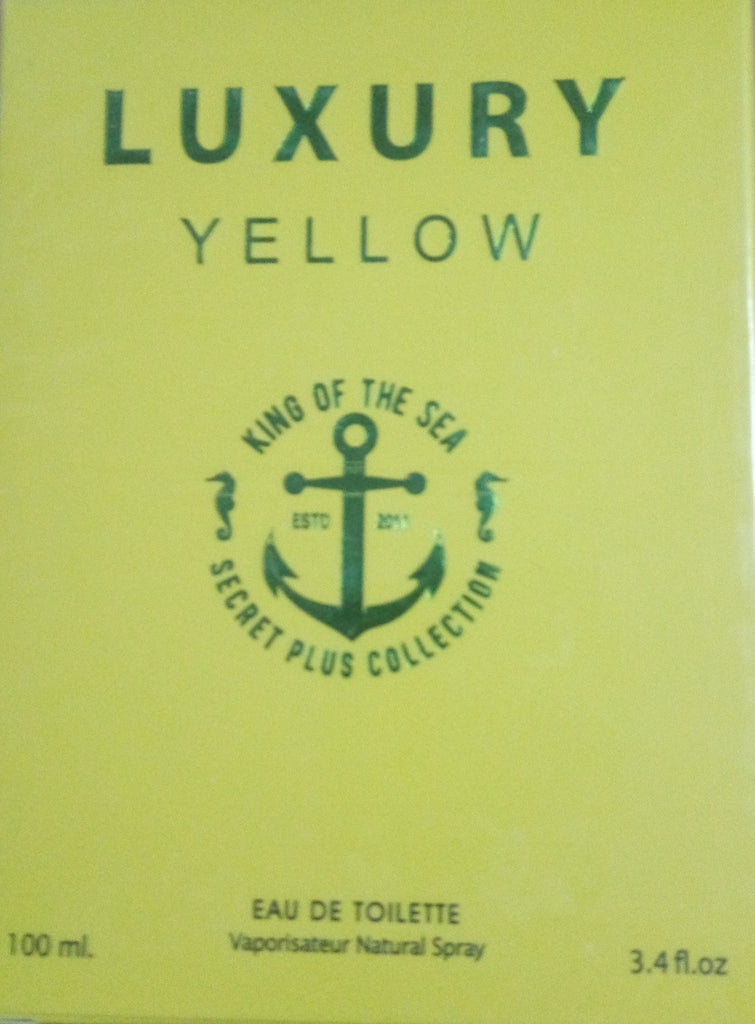 LUXURY
YELLOW
KING OF THE SEA
ESTD
SECRET PLUS COLLECTION
EAU DE TOILETTE
Vaporisateur Natural Spray
100 ml.
3.4 fl.oz